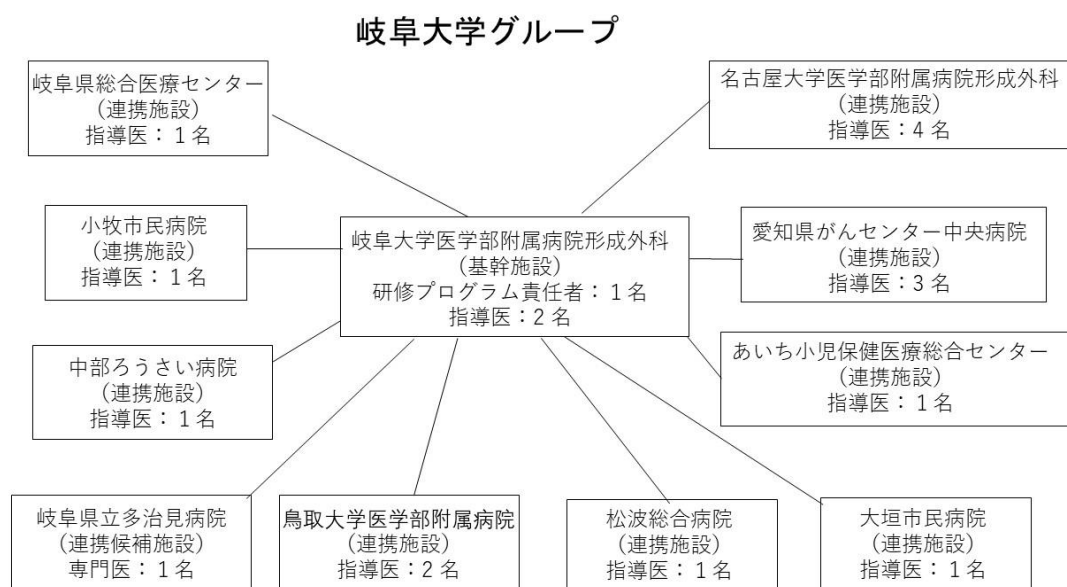 岐阜大学グループ
岐阜県総合医療センター
(連携施設)
指導医：1名
名古屋大学医学部附属病院形成外科
(連携施設)
指導医：4名
小牧市民病院
(連携施設)
指導医：1名
岐阜大学医学部附属病院形成外科
(基幹施設)
研修プログラム責任者：1名
指導医：2名
愛知県がんセンター中央病院
(連携施設)
指導医：3名
中部ろうさい病院
(連携施設)
指導医：1名
あいち小児保健医療総合センター
(連携施設)
指導医：1名
岐阜県立多治見病院
(連携候補施設)
専門医：1名
鳥取大学医学部附属病院
(連携施設)
指導医：2名
松波総合病院
(連携施設)
指導医：1名
大垣市民病院
(連携施設)
指導医：1名